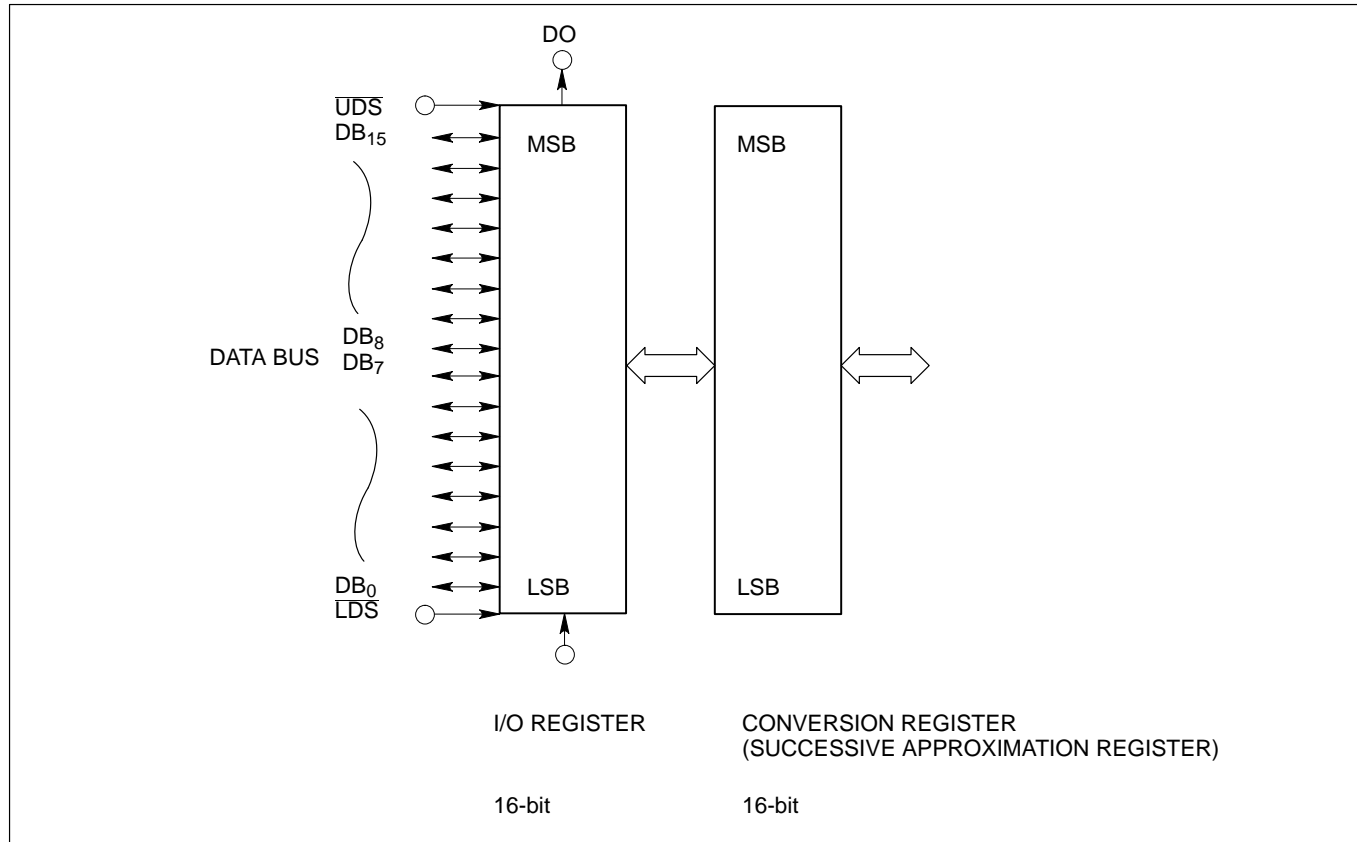 DO
UDS
DB15
MSB
MSB
DB8
DATA BUS
DB7
DB0
LSB
LSB
LDS
I/O REGISTER
CONVERSION REGISTER
(SUCCESSIVE APPROXIMATION REGISTER)
16-bit
16-bit